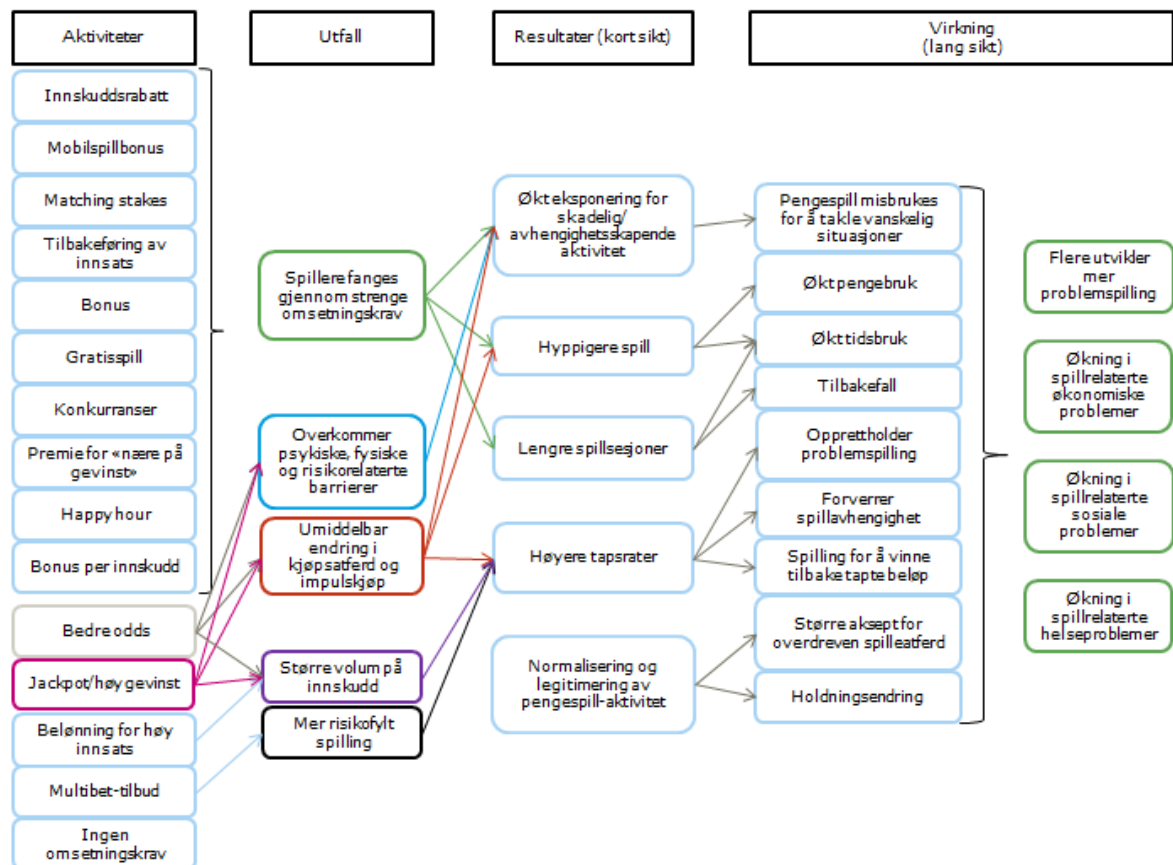 Aktiviteter
Utfall
Resultater (kort sikt)
Virkning
(lang sikt)
Innskuddsrabatt
Mobilspillbonus
Matching stakes
Tilbakeføring av
innsats
Bonus
Gratisspill
Konkurranser
Premie for «nære på
gevinst»
Happy hour
Bonus per innskudd
Bedre odds
Jackpot/høy gevinst
Belønning for høy
innsats
Multibet-tilbud
Ingen
omsetningskrav
Spillere fanges
gjennom strenge
omsetningskrav
Overkommer
psykiske, fysiske
og risikorelaterte
barrierer
Umiddelbar
endring i
kjøpsatferd og
impulskjøp
Større volum på
innskudd
Mer risikofylt
spilling
Økt eksponering for
skadelig/
avhengighetsskapende
aktivitet
Hyppigere spill
Lengre spillsesjoner
Høyere tapsrater
Normalisering og
legitimering av
pengespill-aktivitet
Pengespill misbrukes
for å takle vanskelig
situasjoner
Økt pengebruk
Økt tidsbruk
Tilbakefall
Opprettholder
problemspilling
Forverrer
spillavhengighet
Spilling for å vinne
tilbake tapte beløp
Større aksept for
overdreven spilleatferd
Holdningsendring
Flere utvikler
mer
problemspilling
Økning i
spillrelaterte
økonomiske
problemer
Økning i
spillrelaterte
sosiale
problemer
Økning i
spillrelaterte
helseproblemer